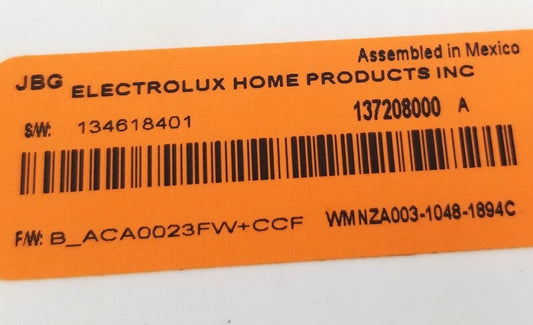 Assembled in Mexico
JBG ELECTROLUX HOME PRODUCTS INC
S/W: 134618401 137208000 A
F/W: B_ACA0023FW+CCF WMNZA003-1048-1894C